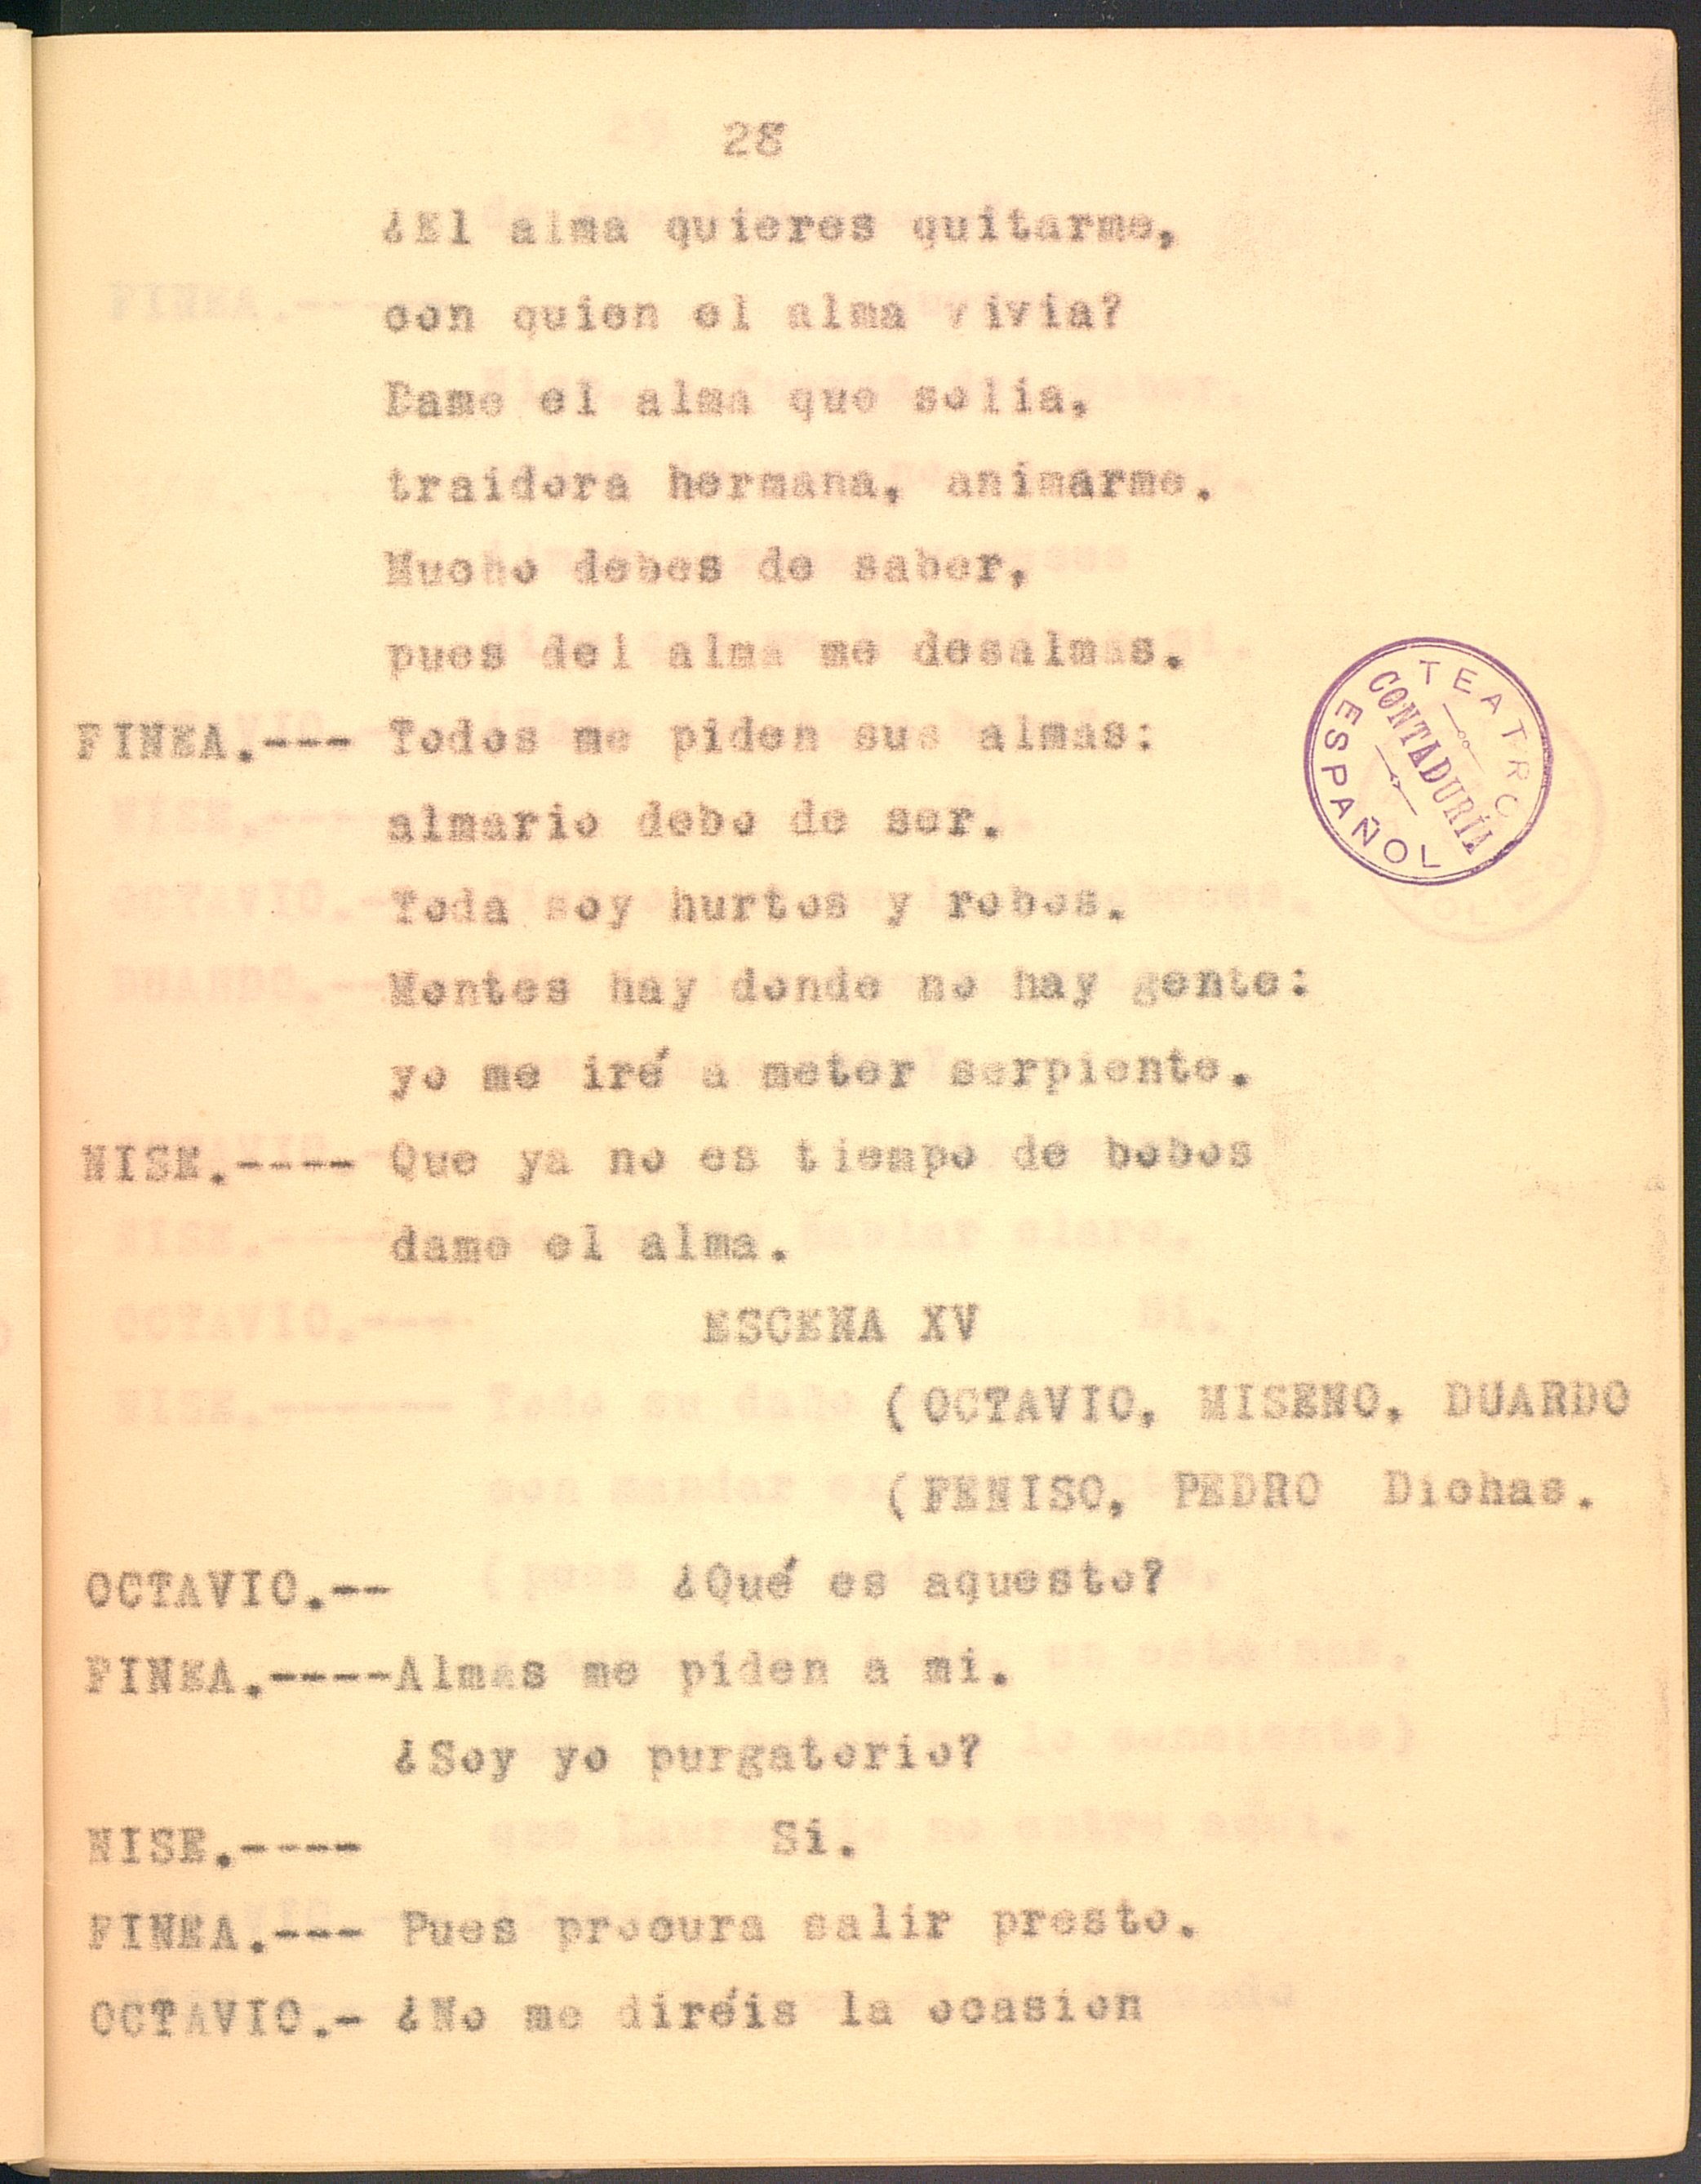 28
¿El alma quieres quitarme,
con quien el alma vivia?
Dame el alma que solia,
traidora hermana, animarme.
Mucho debes de saber,
pues del alma me desalmas.
FINEA.--- Todos me piden sus almas:
almario debo de ser.
Toda soy hurtos y robos.
Montes hay donde no hay gente:
yo me iré a meter serpiente.
NISE.---- Que ya no es tiempo de bobos
dame el alma.
ESCENA XV
(OCTAVIO, MISENO, DUARDO
(FENISO, PEDRO Dichas.
OCTAVIO.-- ¿Qué es aquesto?
FINEA.----Almas me piden a mi.
¿Soy yo purgatorio?
NISE.---- Si.
FINEA.--- Pues procura salir presto.
OCTAVIO.- ¿No me diréis la ocasion
TEATRO
CONTADURÍA
ESPAÑOL